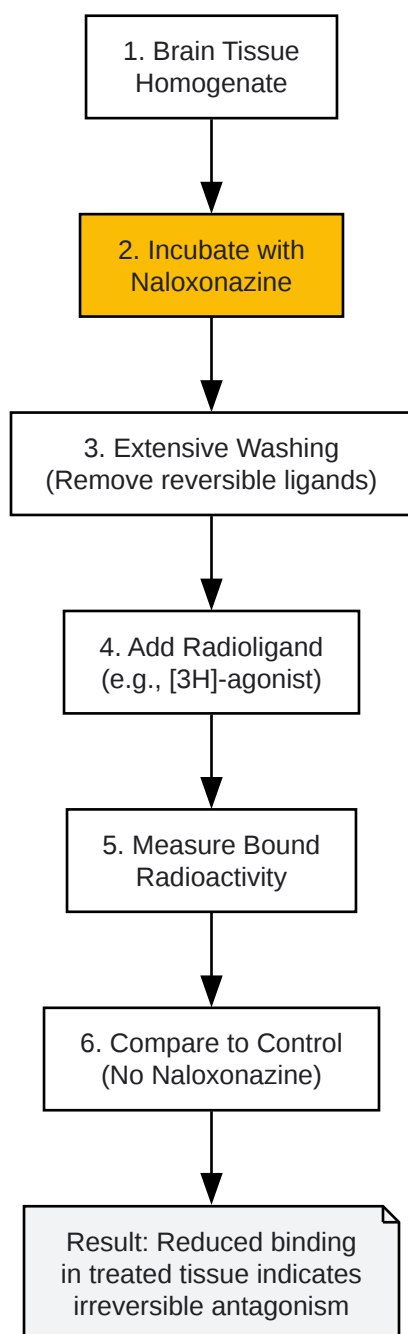 1. Brain Tissue
Homogenate
2. Incubate with
Naloxonazine
3. Extensive Washing
(Remove reversible ligands)
4. Add Radioligand
(e.g., [3H]-agonist)
5. Measure Bound
Radioactivity
6. Compare to Control
(No Naloxonazine)
Result: Reduced binding
in treated tissue indicates
irreversible antagonism